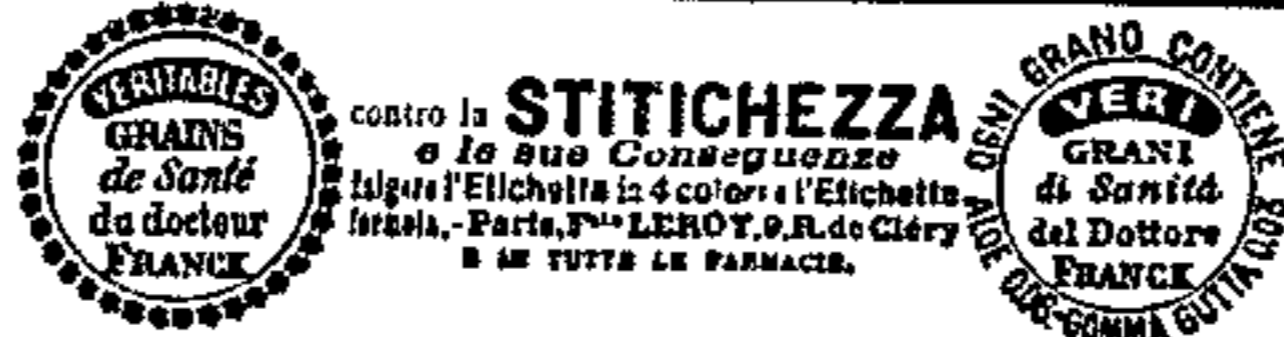 VERITABLES
GRAINS
de Santé
du docteur
FRANCK
contro la STITICHEZZA
e le sue Conseguenze
l'Etichetta in 4 colori e l'Etichetta
- Paris, LEROY, 9, R. de Cléry
E IN TUTTE LE FARMACIE.
OGNI GRANO CONTIENE
VERI
GRANI
di Sanità
del Dottore
FRANCK
ALOE GOMMA GUTTA